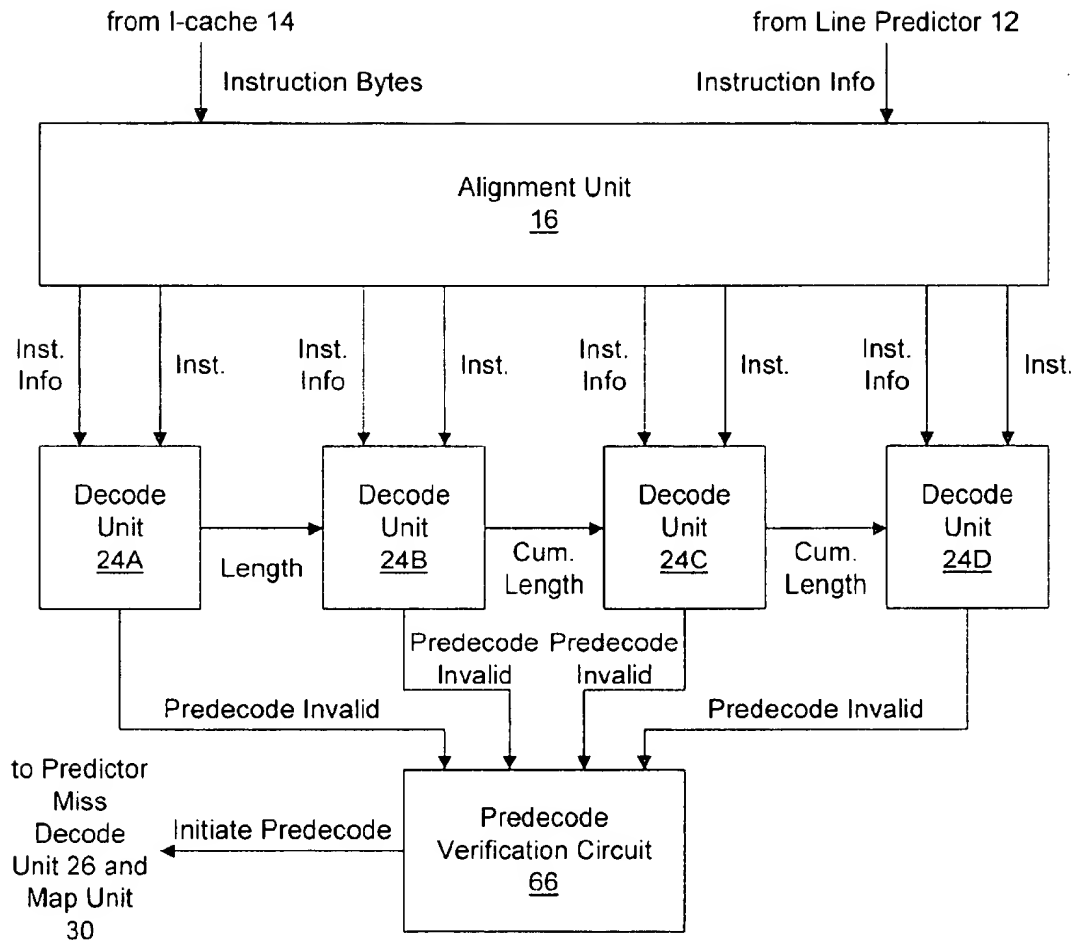 from I-cache 14
from Line Predictor 12
Instruction Bytes
Instruction Info
Alignment Unit
16
Inst.
Info
Inst.
Inst.
Info
Inst.
Inst.
Info
Inst.
Inst.
Info
Inst.
Decode
Unit
24A
Length
Decode
Unit
24B
Cum.
Length
Decode
Unit
24C
Cum.
Length
Decode
Unit
24D
Predecode
Invalid
Predecode
Invalid
Predecode Invalid
Predecode Invalid
to Predictor
Miss
Decode
Unit 26 and
Map Unit
30
Initiate Predecode
Predecode
Verification Circuit
66